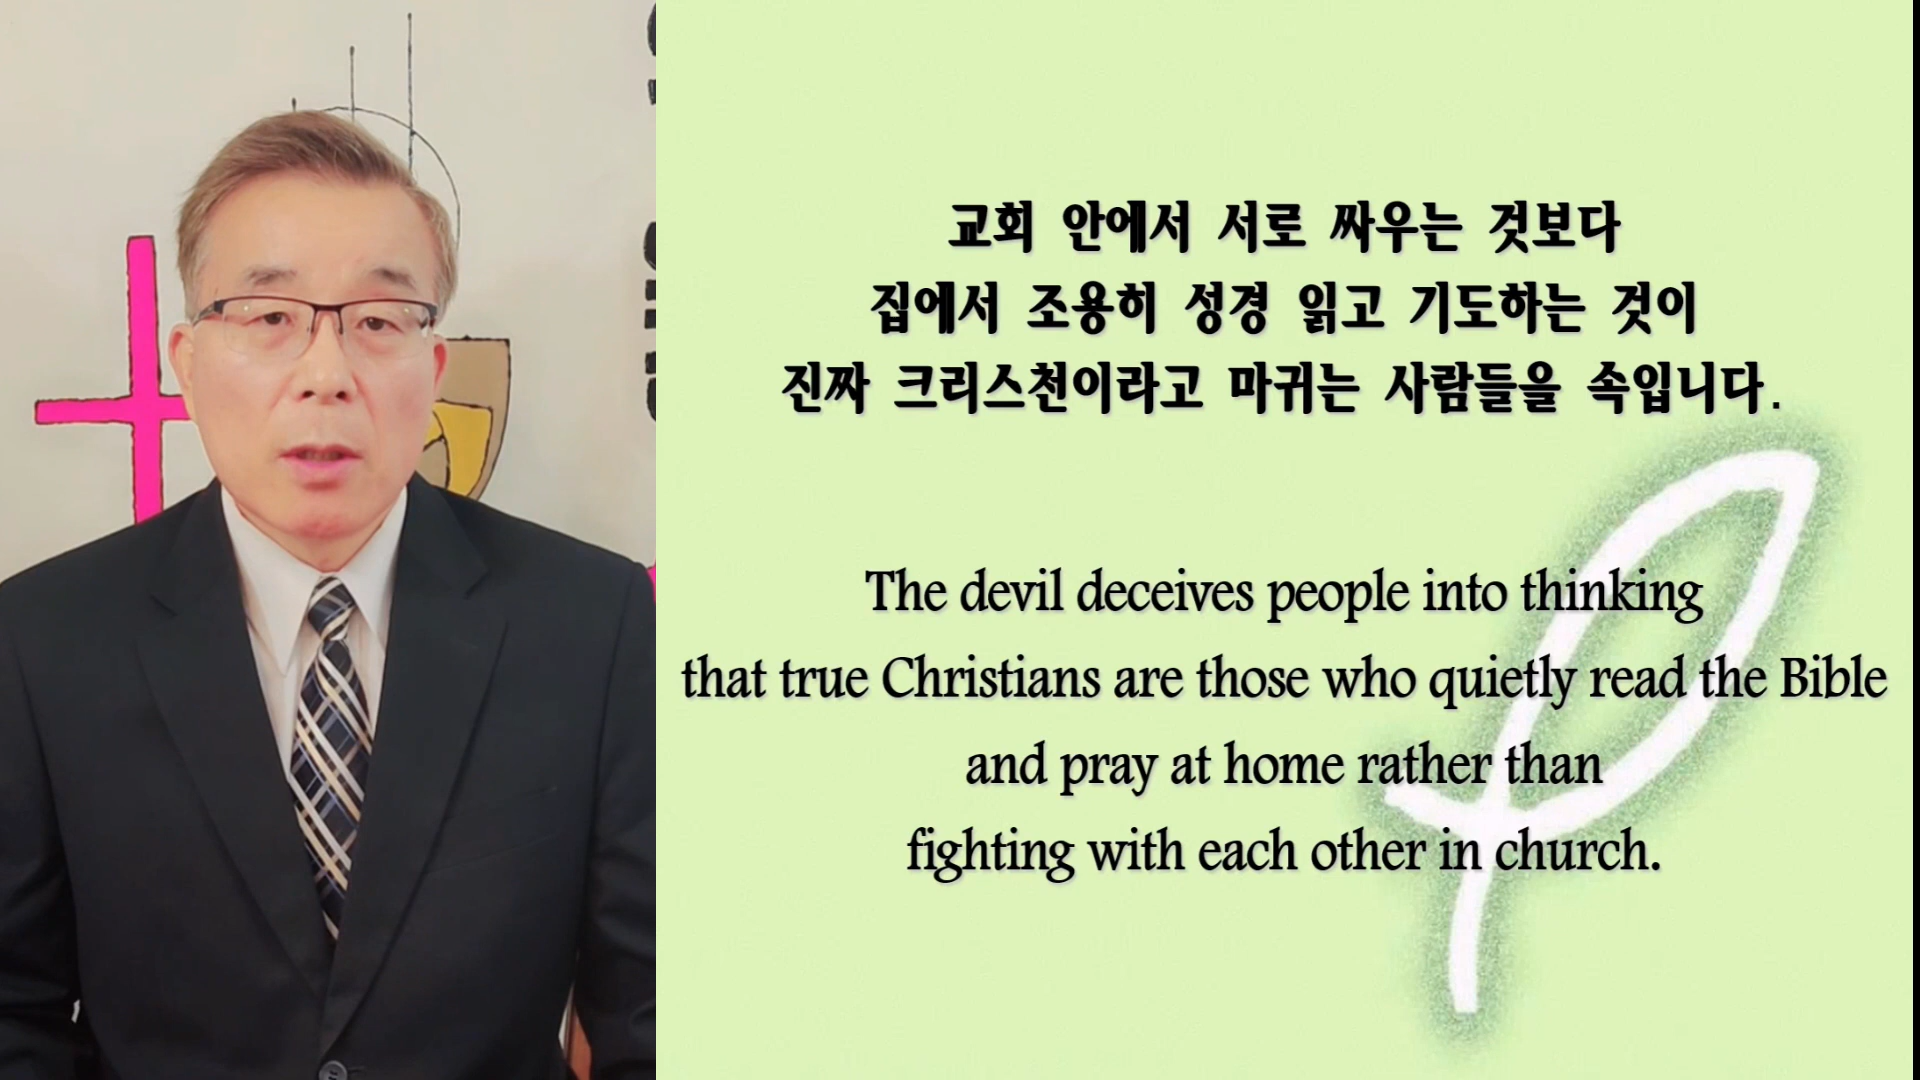 교회 안에서 서로 싸우는 것보다
집에서 조용히 성경 읽고 기도하는 것이
진짜 크리스천이라고 마귀는 사람들을 속입니다.
The devil deceives people into thinking
that true Christians are those who quietly read the Bible
and pray at home rather than
fighting with each other in church.